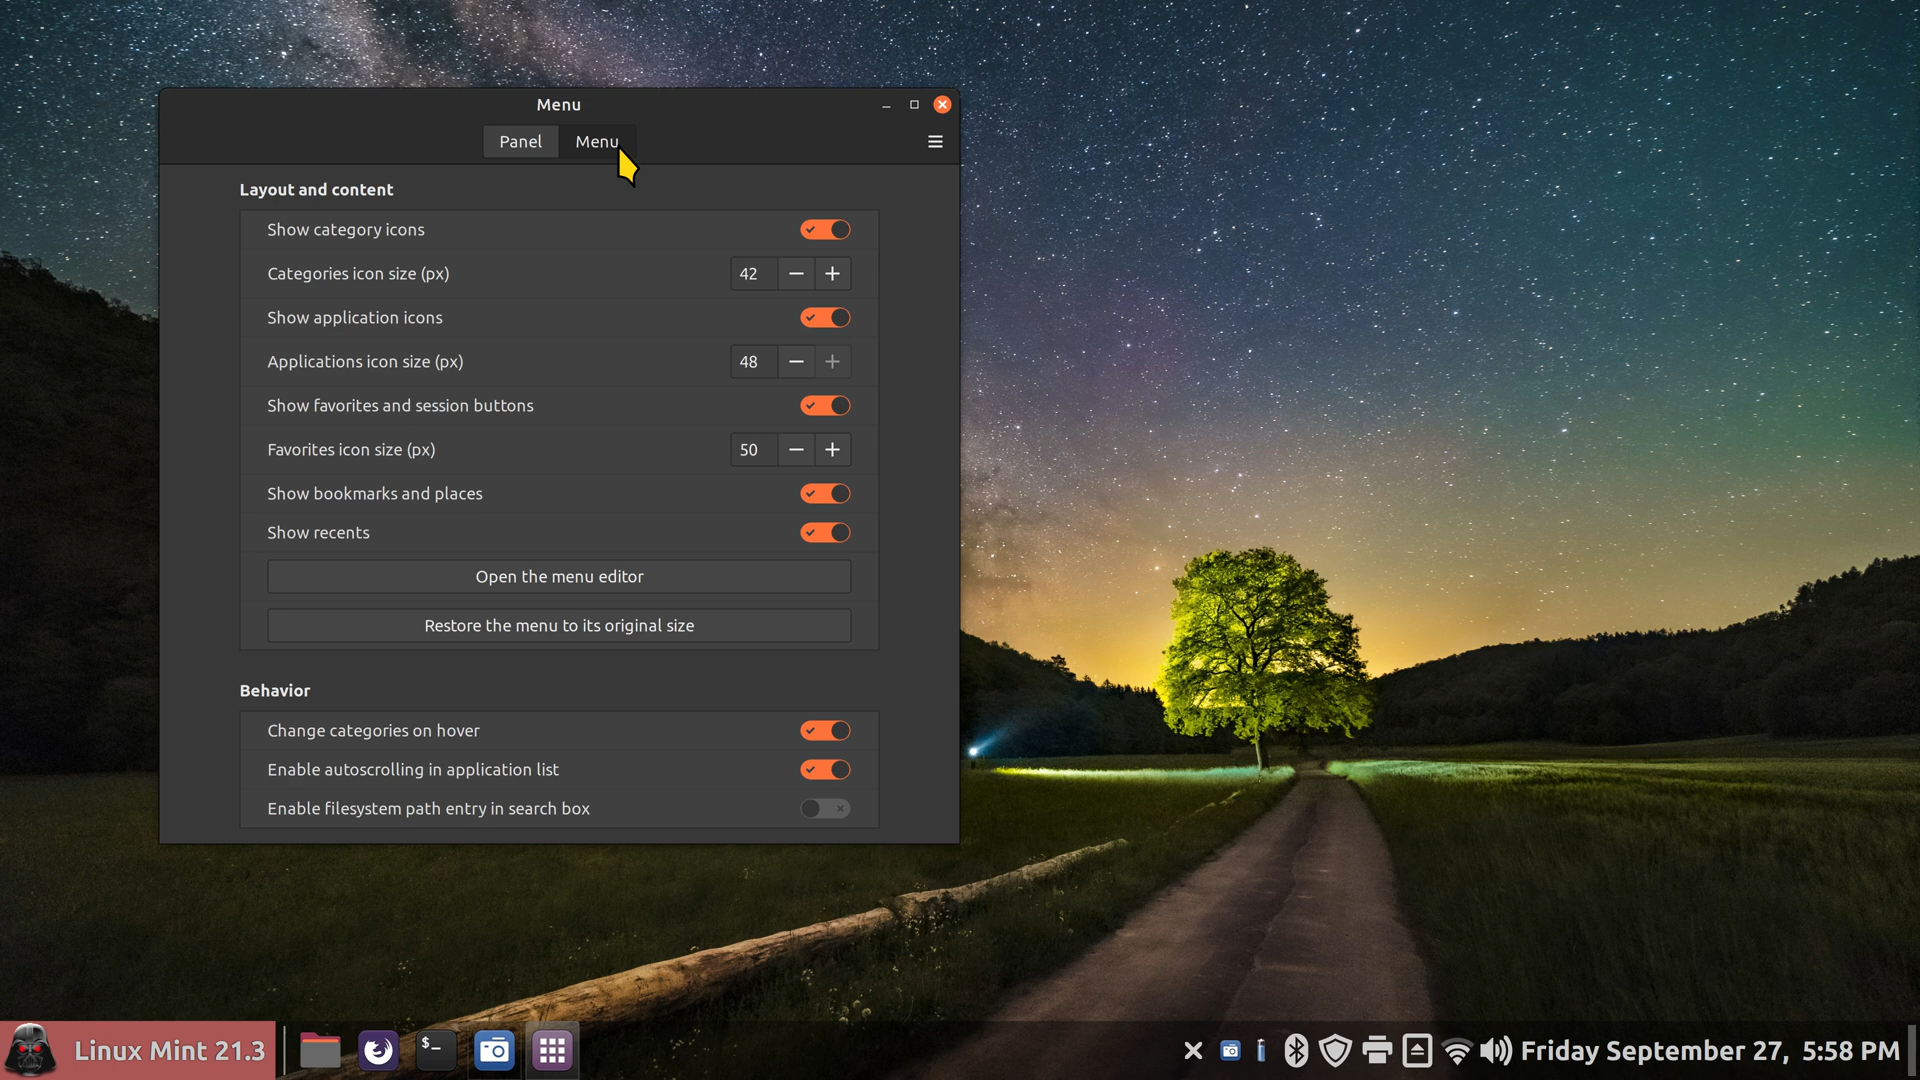 Menu
Panel Menu
Layout and content
Show category icons
Categories icon size (px) 42
Show application icons
Applications icon size (px) 48
Show favorites and session buttons
Favorites icon size (px) 50
Show bookmarks and places
Show recents
Open the menu editor
Restore the menu to its original size
Behavior
Change categories on hover
Enable autoscrolling in application list
Enable filesystem path entry in search box
Linux Mint 21.3 $_ Friday September 27, 5:58 PM